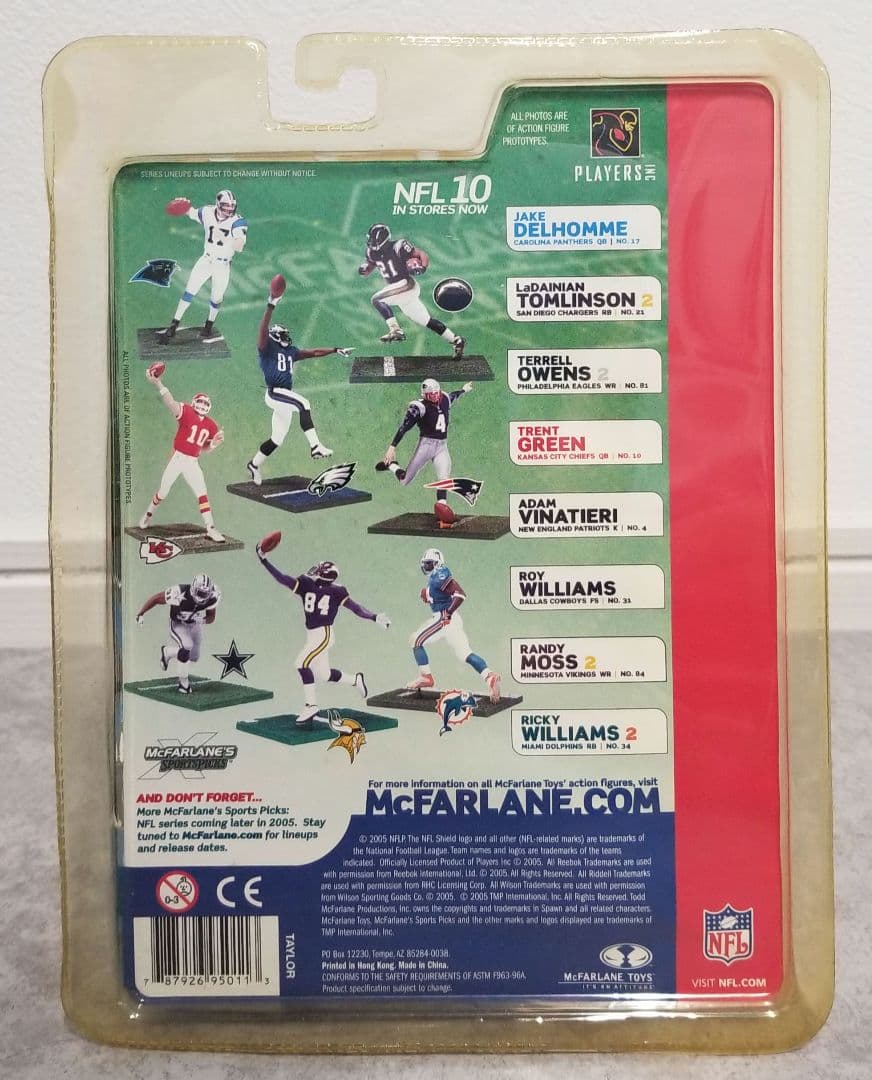 ALL PHOTOS ARE
OF ACTION FIGURE
PROTOTYPES.
PLAYERS INC
SERIES LINEUPS SUBJECT TO CHANGE WITHOUT NOTICE.
NFL 10
IN STORES NOW
JAKE
DELHOMME
CAROLINA PANTHERS QB | NO. 17
LaDAINIAN
TOMLINSON 2
SAN DIEGO CHARGERS RB | NO. 21
TERRELL
OWENS 2
PHILADELPHIA EAGLES WR | NO. 81
TRENT
GREEN
KANSAS CITY CHIEFS QB | NO. 10
ADAM
VINATIERI
NEW ENGLAND PATRIOTS K | NO. 4
ROY
WILLIAMS
DALLAS COWBOYS FS | NO. 31
RANDY
MOSS 2
MINNESOTA VIKINGS WR | NO. 84
RICKY
WILLIAMS 2
MIAMI DOLPHINS RB | NO. 34
17
21
81
10
4
84
KC
ALL PHOTOS ARE OF ACTION FIGURE PROTOTYPES
McFARLANE'S
SPORTSPICKS
AND DON'T FORGET...
More McFarlane's Sports Picks:
NFL series coming later in 2005. Stay
tuned to McFarlane.com for lineups
and release dates.
For more information on all McFarlane Toys' action figures, visit
McFARLANE.COM
© 2005 NFLP. The NFL Shield logo and all other (NFL-related marks) are trademarks of
the National Football League. Team names and logos are trademarks of the teams
indicated. Officially Licensed Product of Players Inc © 2005. All Reebok Trademarks are used
with permission from Reebok International, Ltd. © 2005. All Rights Reserved. All Riddell Trademarks
are used with permission from RHC Licensing Corp. All Wilson Trademarks are used with permission
from Wilson Sporting Goods Co. © 2005. © 2005 TMP International, Inc. All Rights Reserved. Todd
McFarlane Productions, Inc. owns the copyrights and trademarks in Spawn and all related characters.
McFarlane Toys, McFarlane's Sports Picks and the other marks and logos displayed are trademarks of
TMP International, Inc.
PO Box 12230, Tempe, AZ 85284-0038.
Printed in Hong Kong. Made in China.
CONFORMS TO THE SAFETY REQUIREMENTS OF ASTM F963-96A.
Product specification subject to change.
0-3
CE
7 87926 95011 3
TAYLOR
McFARLANE TOYS
IT'S AN ATTITUDE
NFL
VISIT NFL.COM